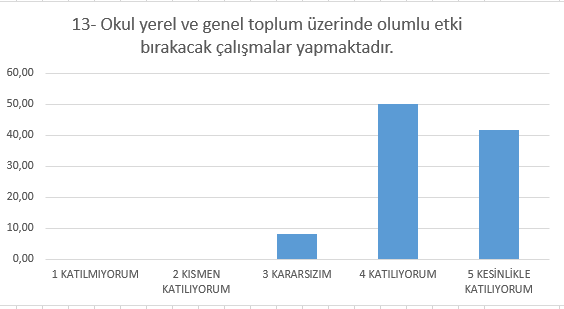 13- Okul yerel ve genel toplum üzerinde olumlu etki
bırakacak çalışmalar yapmaktadır.
60,00
50,00
40,00
30,00
20,00
10,00
0,00
1 KATILMIYORUM
2 KISMEN
KATILIYORUM
3 KARARSIZIM
4 KATILIYORUM
5 KESİNLİKLE
KATILIYORUM